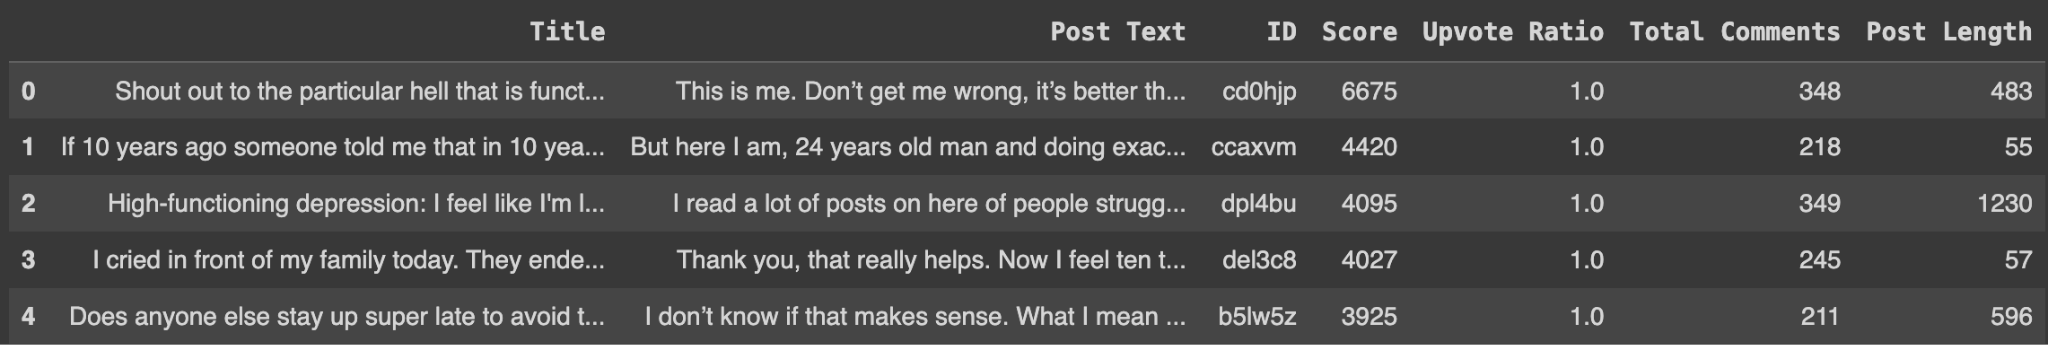 Title Post Text ID Score Upvote Ratio Total Comments Post Length
0 Shout out to the particular hell that is funct... This is me. Don’t get me wrong, it’s better th... cd0hjp 6675 1.0 348 483
1 If 10 years ago someone told me that in 10 yea... But here I am, 24 years old man and doing exac... ccaxvm 4420 1.0 218 55
2 High-functioning depression: I feel like I'm l... I read a lot of posts on here of people strugg... dpl4bu 4095 1.0 349 1230
3 I cried in front of my family today. They ende... Thank you, that really helps. Now I feel ten t... del3c8 4027 1.0 245 57
4 Does anyone else stay up super late to avoid t... I don’t know if that makes sense. What I mean ... b5lw5z 3925 1.0 211 596